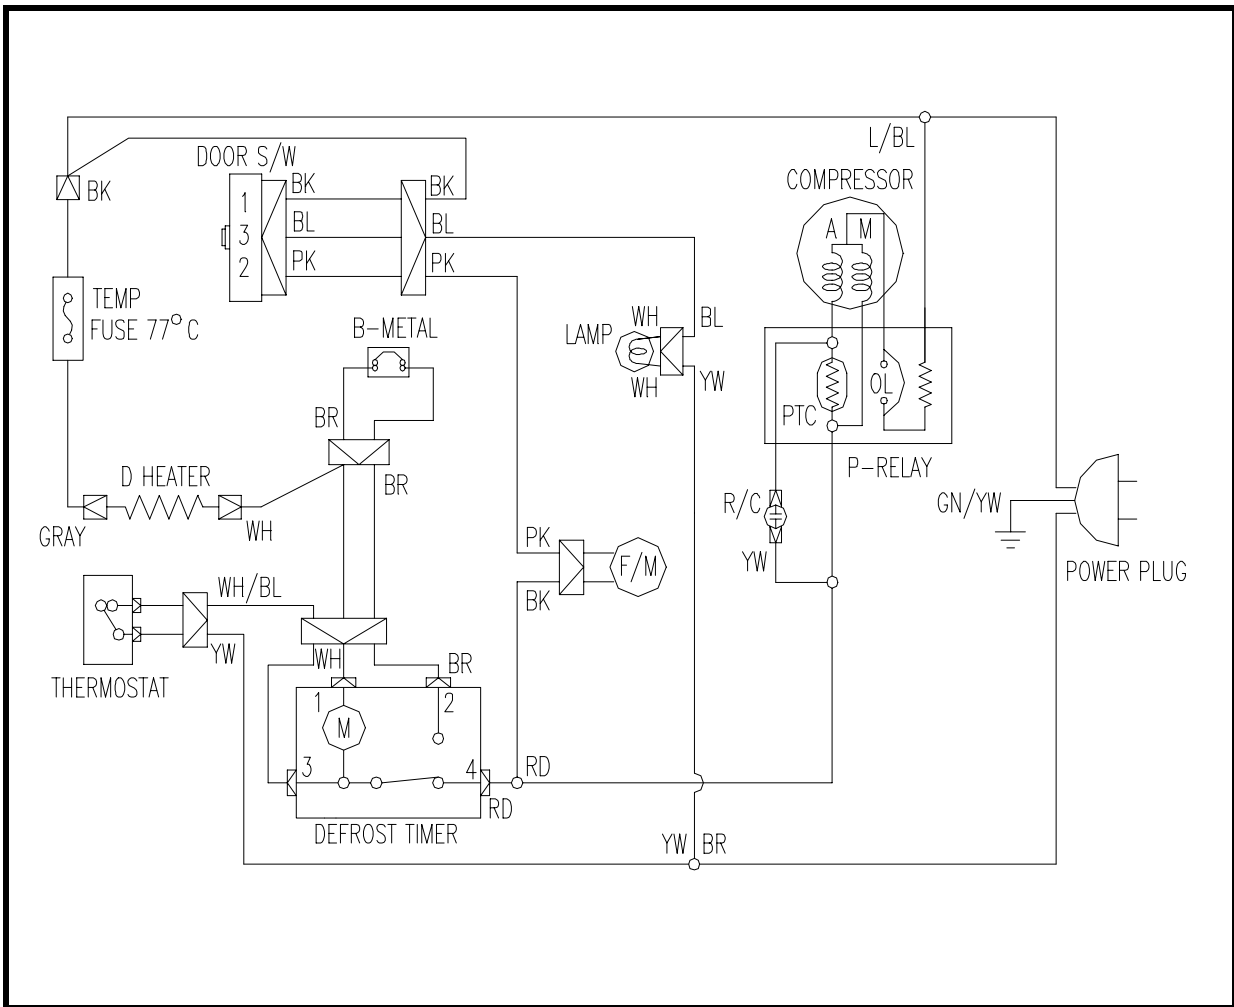 L/BL
DOOR S/W
COMPRESSOR
BK
1
BK
BK
3
BL
BL
A
M
2
PK
PK
TEMP
FUSE 77°C
B-METAL
LAMP
WH
BL
WH
YW
OL
PTC
BR
P-RELAY
D HEATER
BR
R/C
GN/YW
GRAY
WH
PK
F/M
YW
POWER PLUG
WH/BL
BK
YW
WH
BR
THERMOSTAT
1
2
M
3
4
RD
RD
DEFROST TIMER
YW
BR